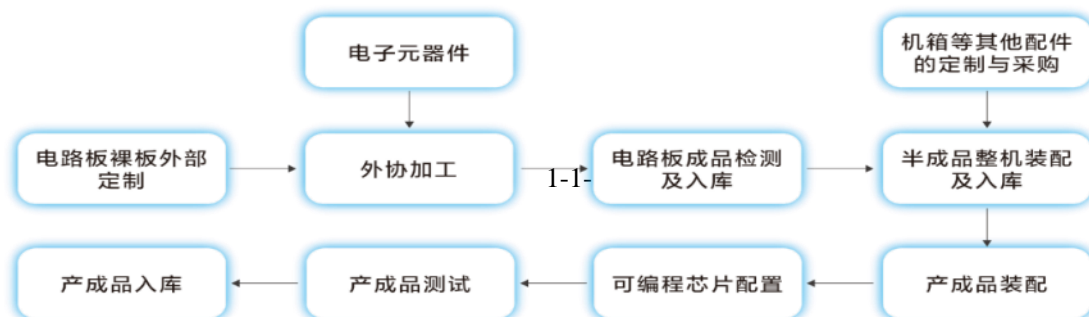 电子元器件
机箱等其他配件
的定制与采购
电路板裸板外部
定制
外协加工
1-1-
电路板成品检测
及入库
半成品整机装配
及入库
产成品入库
产成品测试
可编程芯片配置
产成品装配